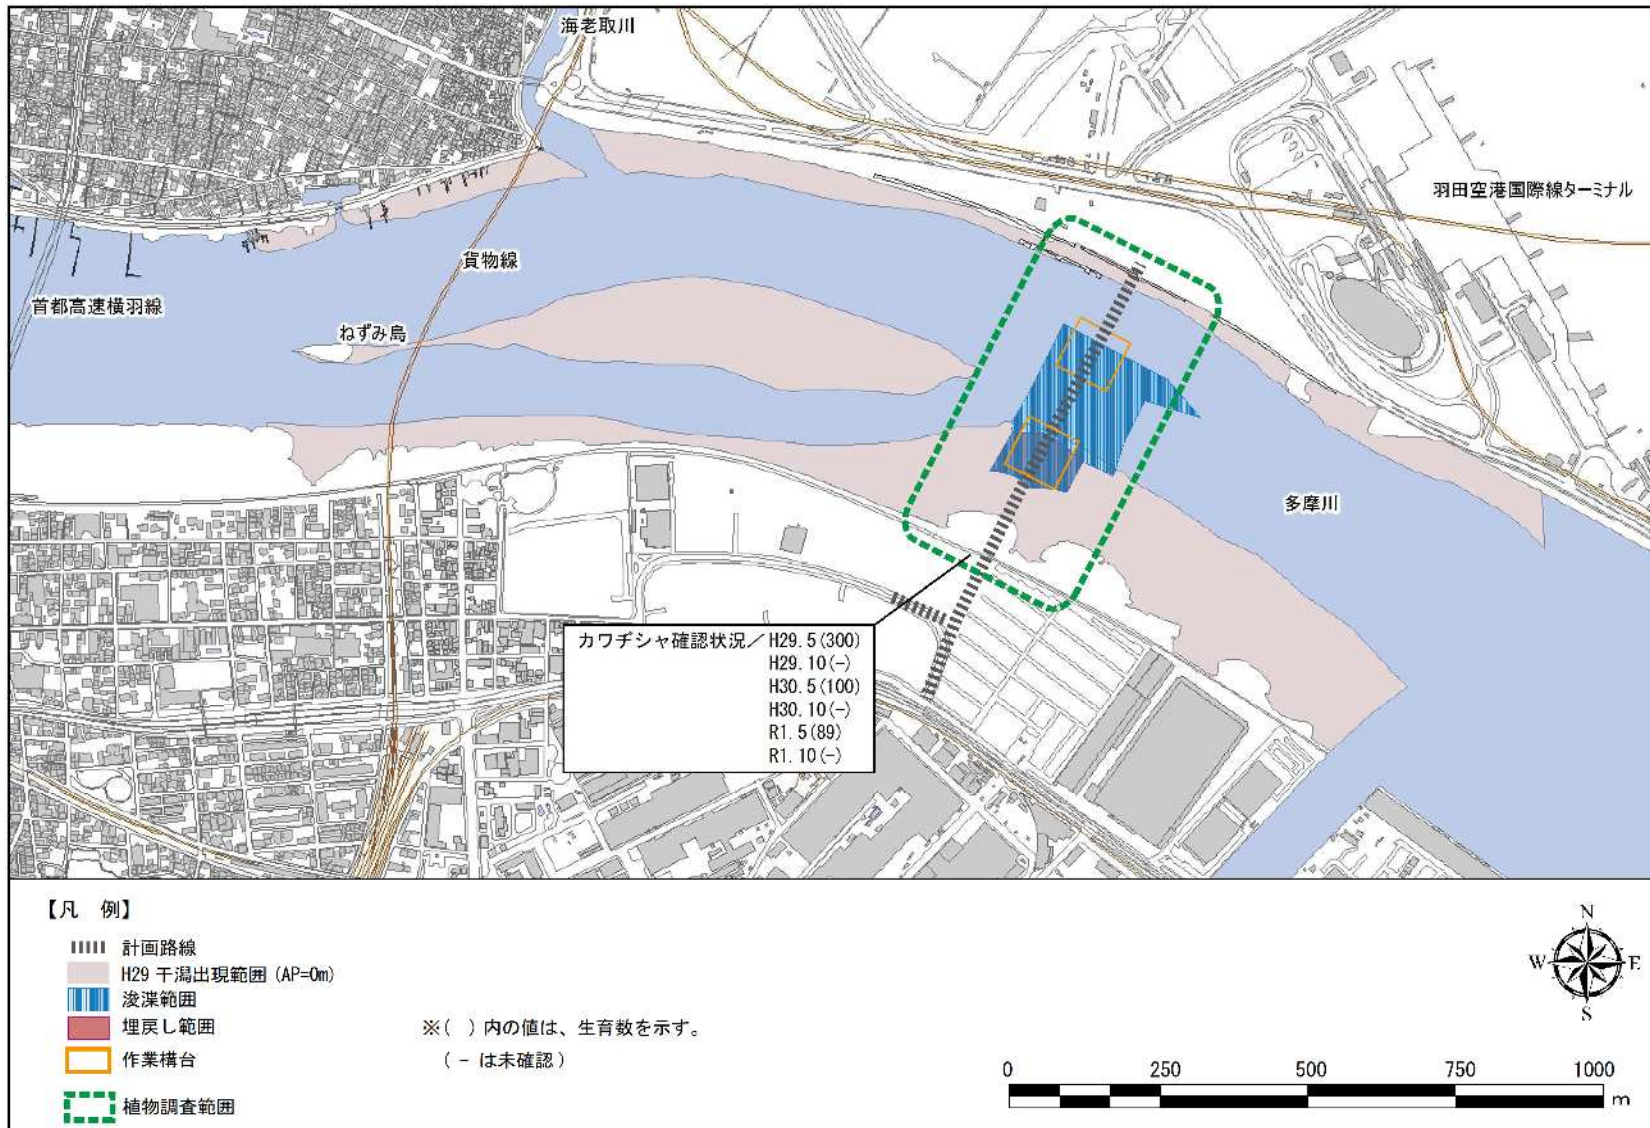 海老取川
羽田空港国際線ターミナル
貨物線
首都高速横羽線
ねずみ島
多摩川
カワヂシャ確認状況／H29.5(300)
H29.10(-)
H30.5(100)
H30.10(-)
R1.5(89)
R1.10(-)
【凡 例】
計画路線
H29 干潟出現範囲 (AP=0m)
浚渫範囲
埋戻し範囲
作業構台
植物調査範囲
※( ) 内の値は、生育数を示す。
( - は未確認 )
N
W E
S
0 250 500 750 1000
m